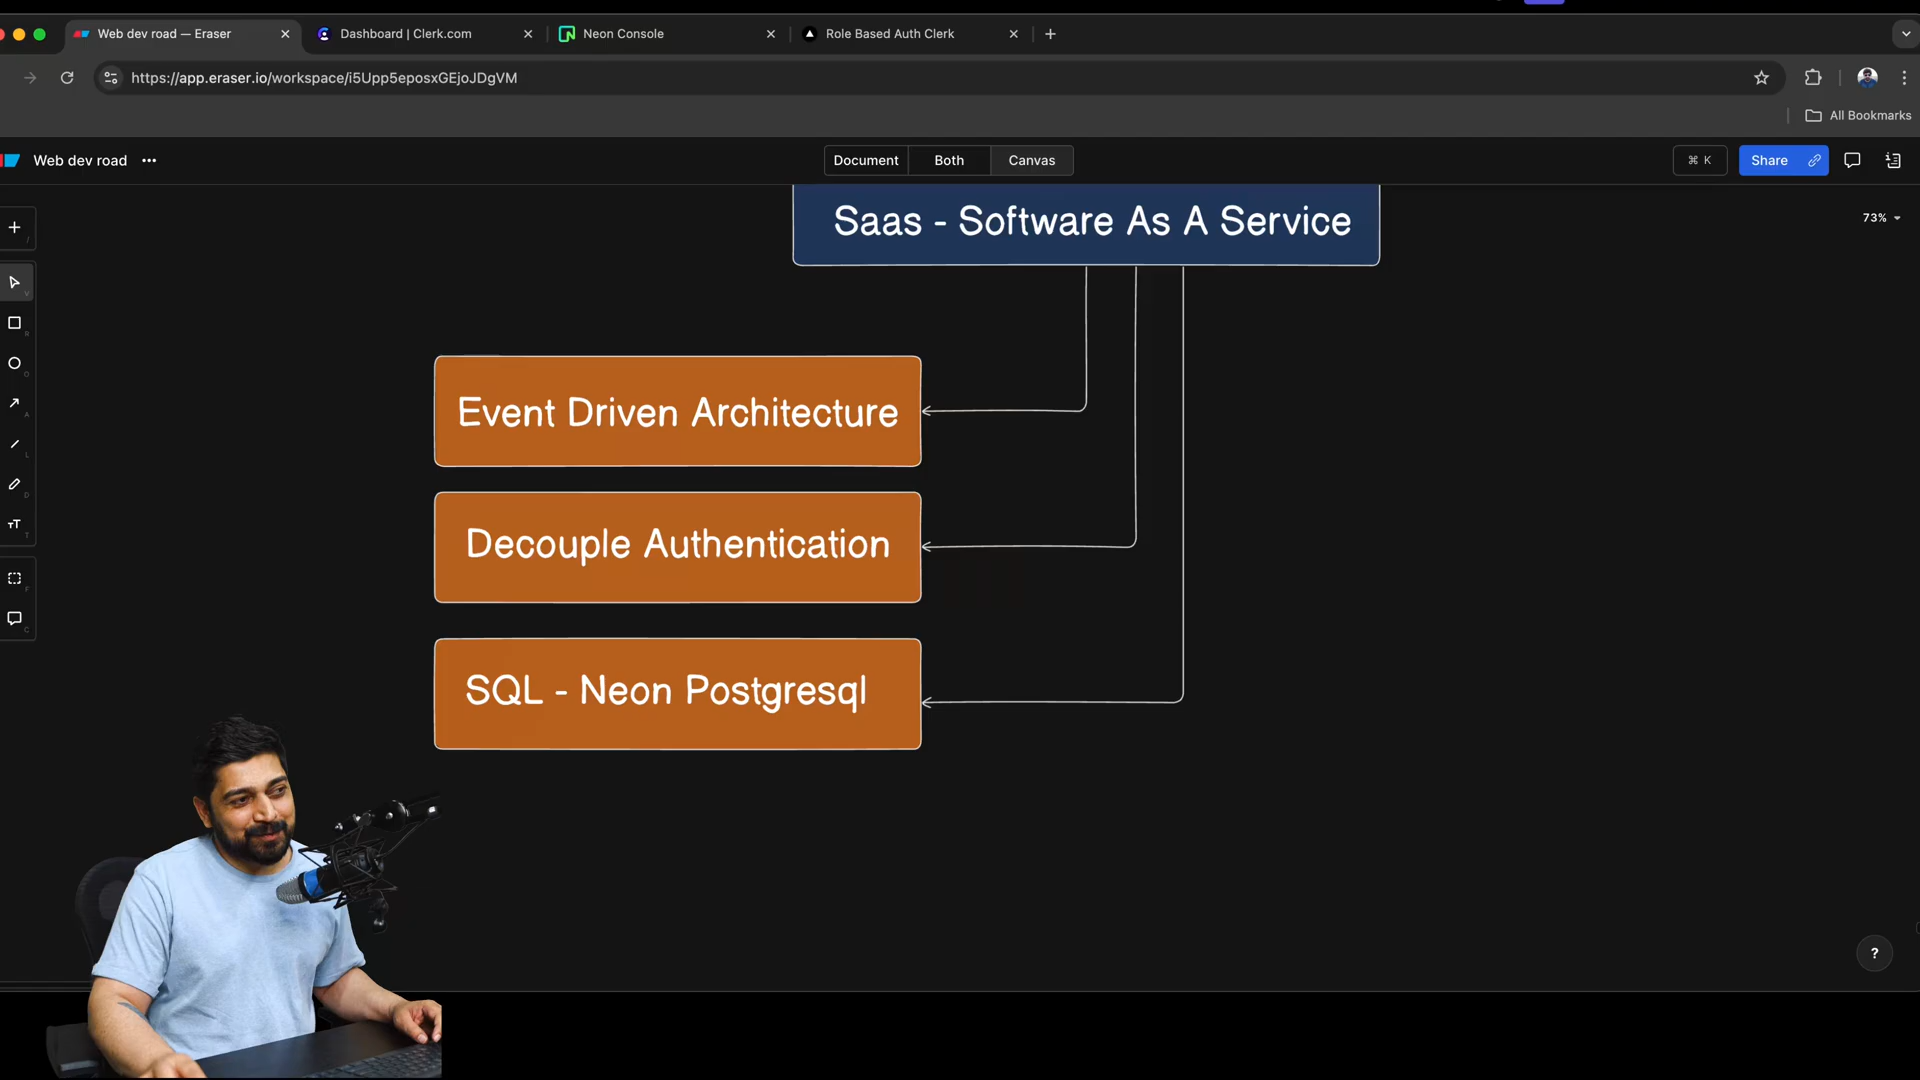 Web dev road — Eraser
Dashboard | Clerk.com
Neon Console
Role Based Auth Clerk
https://app.eraser.io/workspace/i5Upp5eposxGEjoJDgVM
All Bookmarks
Web dev road
Document
Both
Canvas
⌘ K
Share
73%
Saas - Software As A Service
Event Driven Architecture
Decouple Authentication
SQL - Neon Postgresql
?